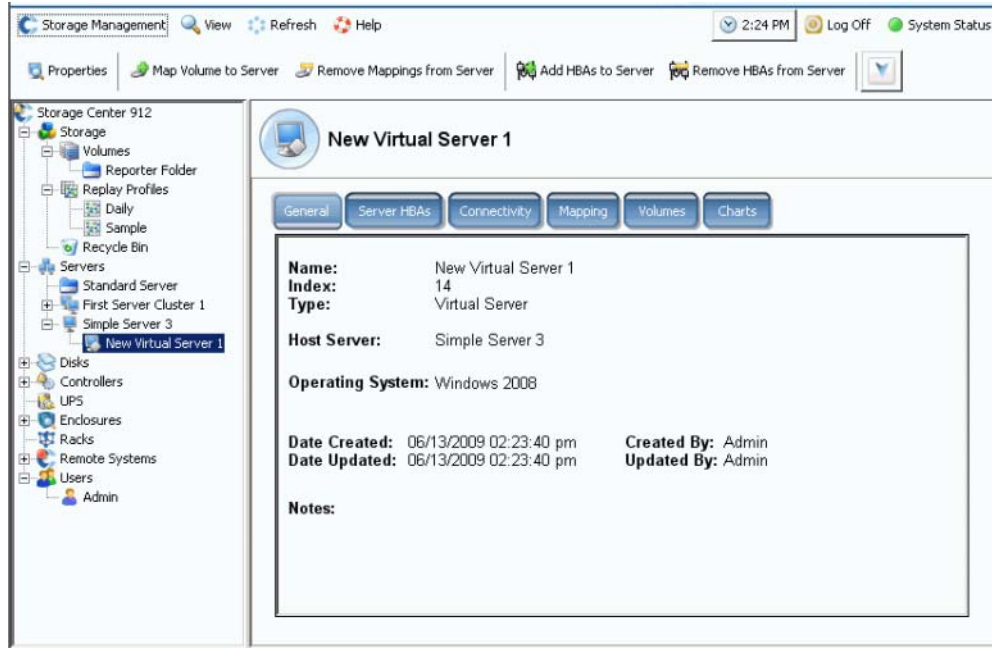 Storage Management View Refresh Help 2:24 PM Log Off System Status
Properties Map Volume to Server Remove Mappings from Server Add HBAs to Server Remove HBAs from Server
Storage Center 912
Storage
Volumes
Reporter Folder
Replay Profiles
Daily
Sample
Recycle Bin
Servers
Standard Server
First Server Cluster 1
Simple Server 3
New Virtual Server 1
Disks
Controllers
UPS
Enclosures
Racks
Remote Systems
Users
Admin
New Virtual Server 1
General Server HBAs Connectivity Mapping Volumes Charts
Name: New Virtual Server 1
Index: 14
Type: Virtual Server
Host Server: Simple Server 3
Operating System: Windows 2008
Date Created: 06/13/2009 02:23:40 pm Created By: Admin
Date Updated: 06/13/2009 02:23:40 pm Updated By: Admin
Notes: